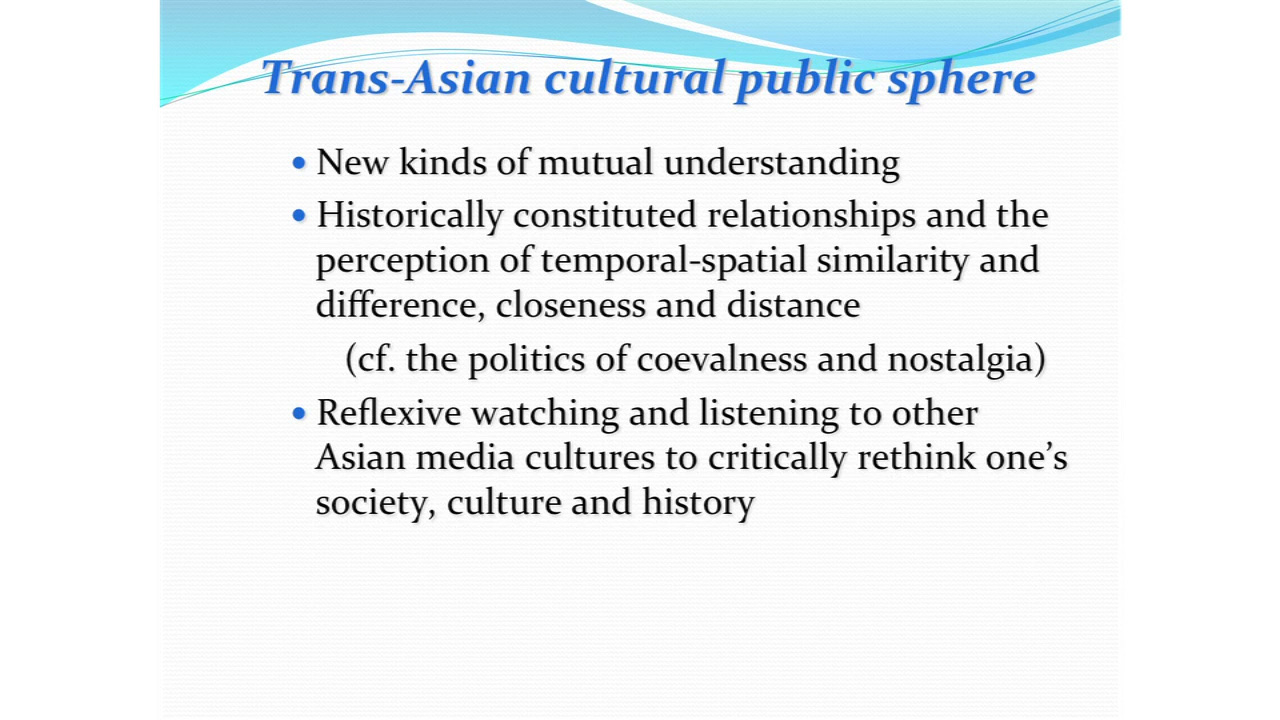 Trans-Asian cultural public sphere
• New kinds of mutual understanding
• Historically constituted relationships and the
perception of temporal-spatial similarity and
difference, closeness and distance
(cf. the politics of coevalness and nostalgia)
• Reflexive watching and listening to other
Asian media cultures to critically rethink one’s
society, culture and history